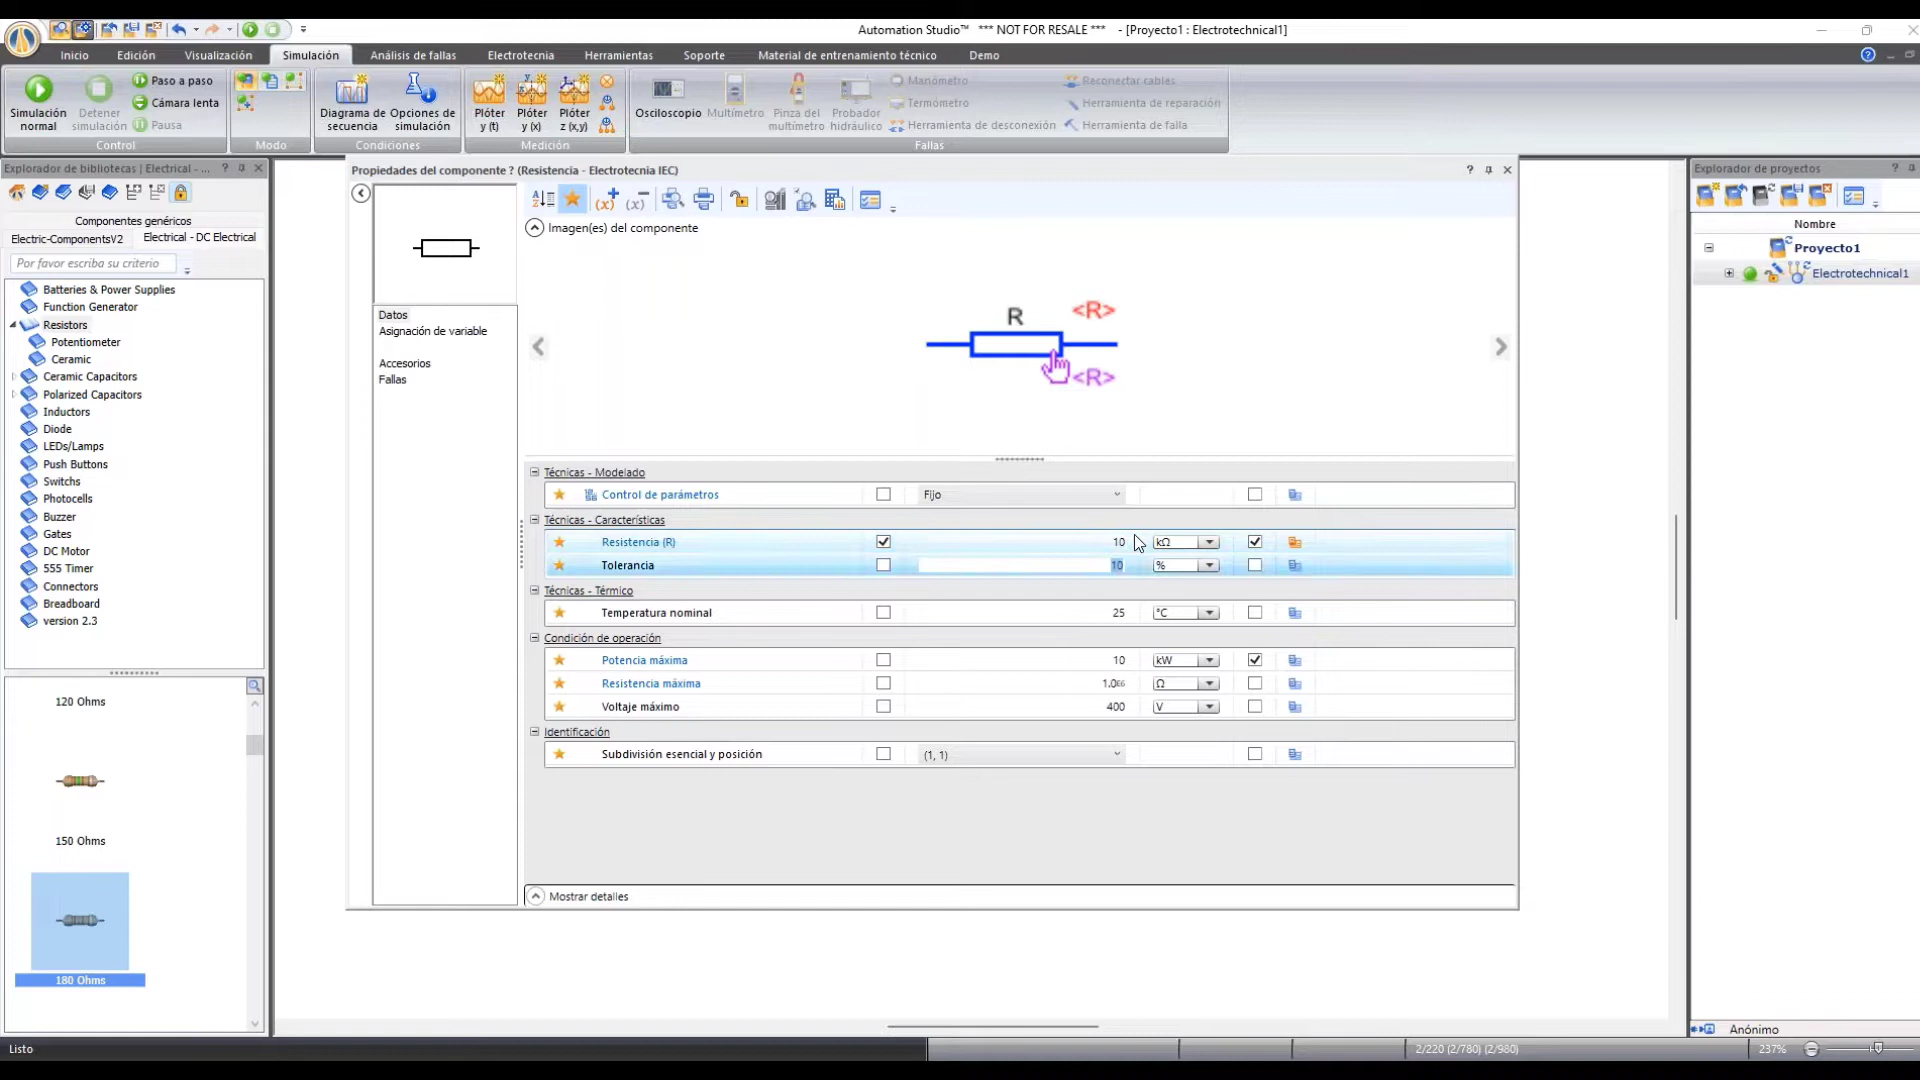 Automation Studio™ *** NOT FOR RESALE *** - [Proyecto1 : Electrotechnical1]
Inicio Edición Visualización Simulación Análisis de fallas Electrotecnia Herramientas Soporte Material de entrenamiento técnico Demo
Simulación normal
Detener simulación
Paso a paso
Cámara lenta
Pausa
Control
Modo
Diagrama de secuencia
Opciones de simulación
Condiciones
Plóter y (t)
Plóter y (x)
Plóter z (x,y)
Medición
Osciloscopio
Multímetro
Pinza del multímetro
Probador hidráulico
Manómetro
Termómetro
Herramienta de desconexión
Reconectar cables
Herramienta de reparación
Herramienta de falla
Fallas
Explorador de bibliotecas | Electrical - ...
Componentes genéricos
Electric-ComponentsV2
Electrical - DC Electrical
Por favor escriba su criterio
Batteries & Power Supplies
Function Generator
Resistors
Potentiometer
Ceramic
Ceramic Capacitors
Polarized Capacitors
Inductors
Diode
LEDs/Lamps
Push Buttons
Switchs
Photocells
Buzzer
Gates
DC Motor
555 Timer
Connectors
Breadboard
version 2.3
120 Ohms
150 Ohms
180 Ohms
Propiedades del componente ? (Resistencia - Electrotecnia IEC)
Datos
Asignación de variable
Accesorios
Fallas
Imagen(es) del componente
R <R>
<R>
Técnicas - Modelado
Control de parámetros Fijo
Técnicas - Características
Resistencia (R) 10 kΩ
Tolerancia 10 %
Técnicas - Térmico
Temperatura nominal 25 °C
Condición de operación
Potencia máxima 10 kW
Resistencia máxima 1.0E6 Ω
Voltaje máximo 400 V
Identificación
Subdivisión esencial y posición (1, 1)
Mostrar detalles
Explorador de proyectos
Nombre
Proyecto1
Electrotechnical1
Anónimo
Listo
2/220 (2/780) (2/980)
237%